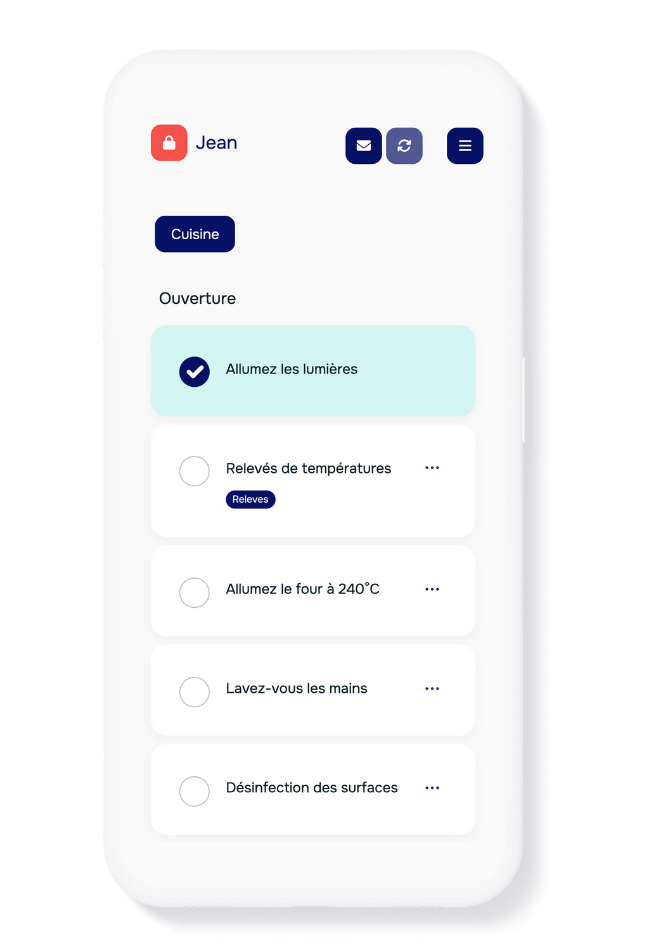 Jean
Cuisine
Ouverture
Allumez les lumières
Relevés de températures
Releves
Allumez le four à 240°C
Lavez-vous les mains
Désinfection des surfaces